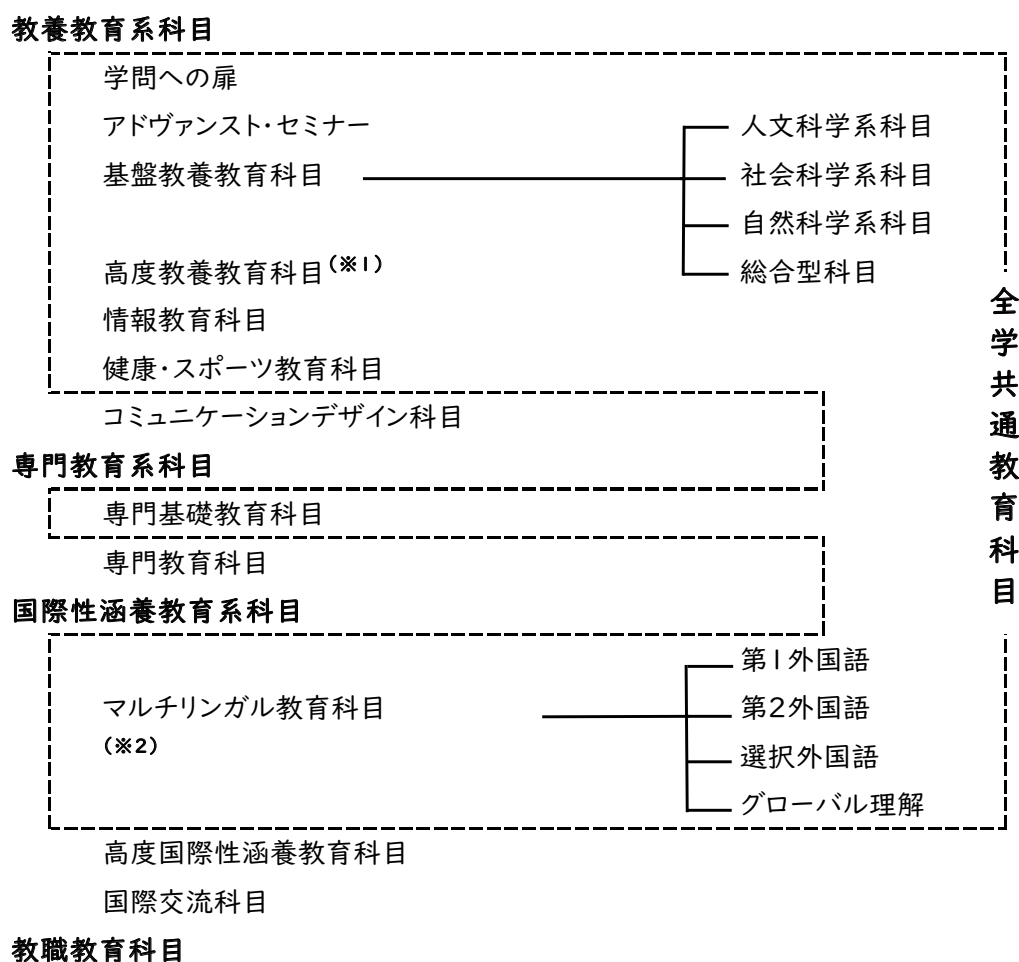 教養教育系科目
学問への扉
アドヴァンスト・セミナー
人文科学系科目
基盤教養教育科目
社会科学系科目
自然科学系科目
高度教養教育科目(※1)
総合型科目
情報教育科目
健康・スポーツ教育科目
コミュニケーションデザイン科目
専門教育系科目
専門基礎教育科目
専門教育科目
国際性涵養教育系科目
第1外国語
マルチリンガル教育科目
第2外国語
(※2)
選択外国語
グローバル理解
高度国際性涵養教育科目
国際交流科目
教職教育科目
全学共通教育科目